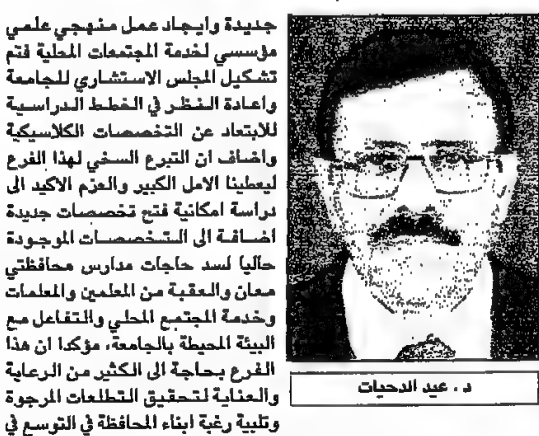 جديدة وايجاد عمل منهجي علمي
مؤسسي لخدمة المجتمعات المحلية فتم
تشكيل المجلس الاستشاري للجامعة
واعادة النظر في الخطط الدراسية
للابتعاد عن التخصصات الكلاسيكية
واضاف ان التبرع السخي لهذا الفرع
ليعطينا الامل الكبير والعزم الاكيد الى
دراسة امكانية فتح تخصصات جديدة
اضافة الى التخصصات الموجودة
حاليا لسد حاجات مدارس محافظتي
معان والعقبة من المعلمين والمعلمات
وخدمة المجتمع المحلي والتفاعل مع
البيئة المحيطة بالجامعة، مؤكدا ان هذا
الفرع بحاجة الى الكثير من الرعاية
والعناية لتحقيق التطلعات المرجوة
وتلبية رغبة ابناء المحافظة في التوسع في
د . عيد الدحيات